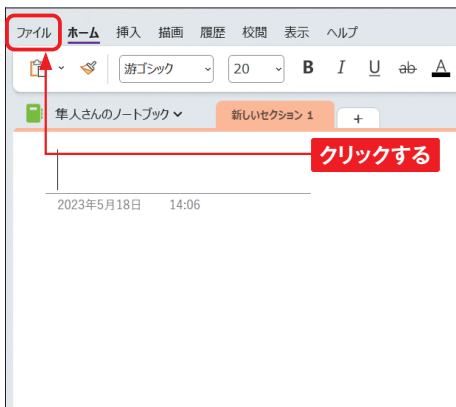 ファイル ホーム 挿入 描画 履歴 校閲 表示 ヘルプ
游ゴシック 20 B I U ab A
隼人さんのノートブック 新しいセクション 1 +
クリックする
2023年5月18日 14:06